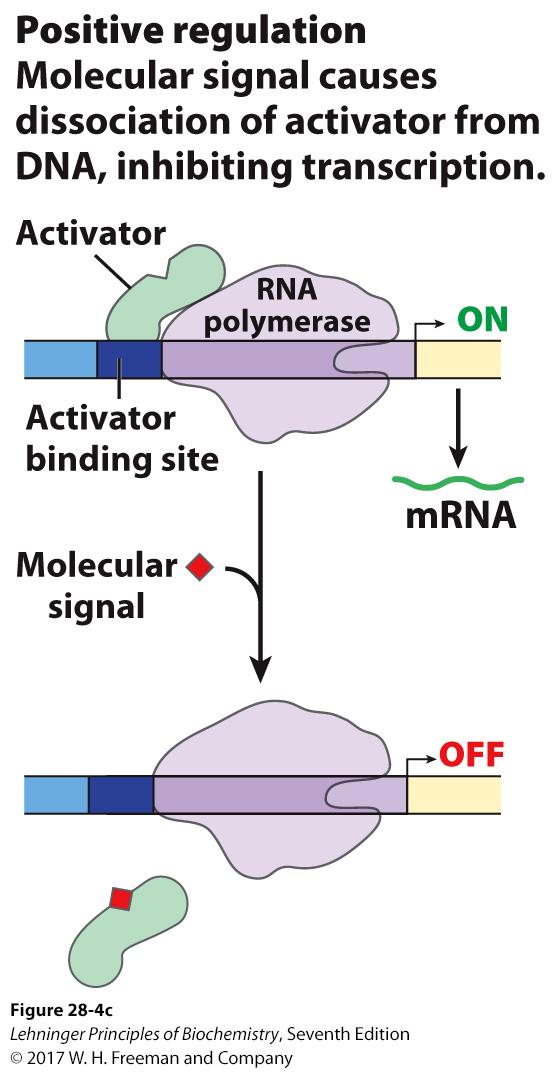 Positive regulation
Molecular signal causes
dissociation of activator from
DNA, inhibiting transcription.
Activator
RNA
polymerase
ON
Activator
binding site
mRNA
Molecular
signal
OFF
Figure 28-4c
Lehninger Principles of Biochemistry, Seventh Edition
© 2017 W. H. Freeman and Company